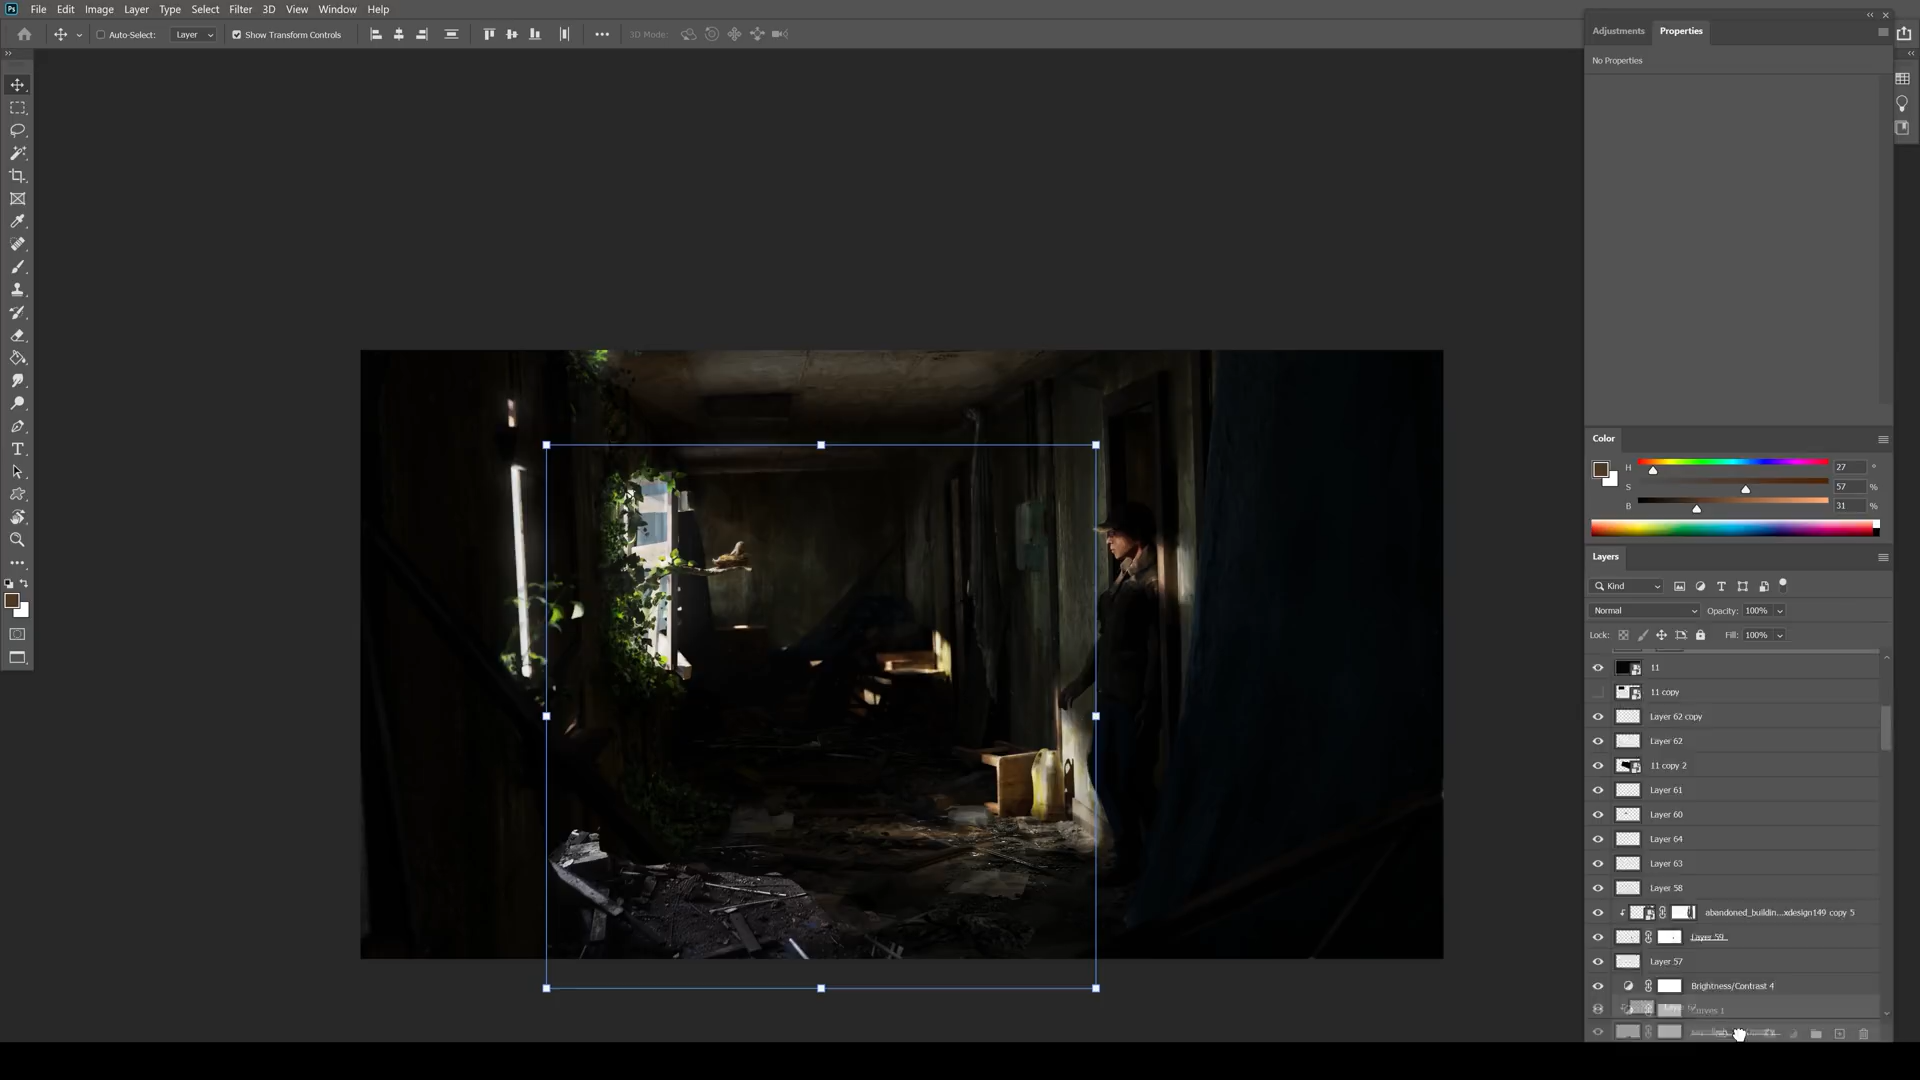 Ps File Edit Image Layer Type Select Filter 3D View Window Help
Auto-Select: Layer Show Transform Controls 3D Mode:
Adjustments Properties
No Properties
Color
H 27 °
S 57 %
B 31 %
Layers
Kind
Normal Opacity: 100%
Lock: Fill: 100%
11
11 copy
Layer 62 copy
Layer 62
11 copy 2
Layer 61
Layer 60
Layer 64
Layer 63
Layer 58
abandoned_buildin...xdesign149 copy 5
Layer 59
Layer 57
Brightness/Contrast 4
Curves 1